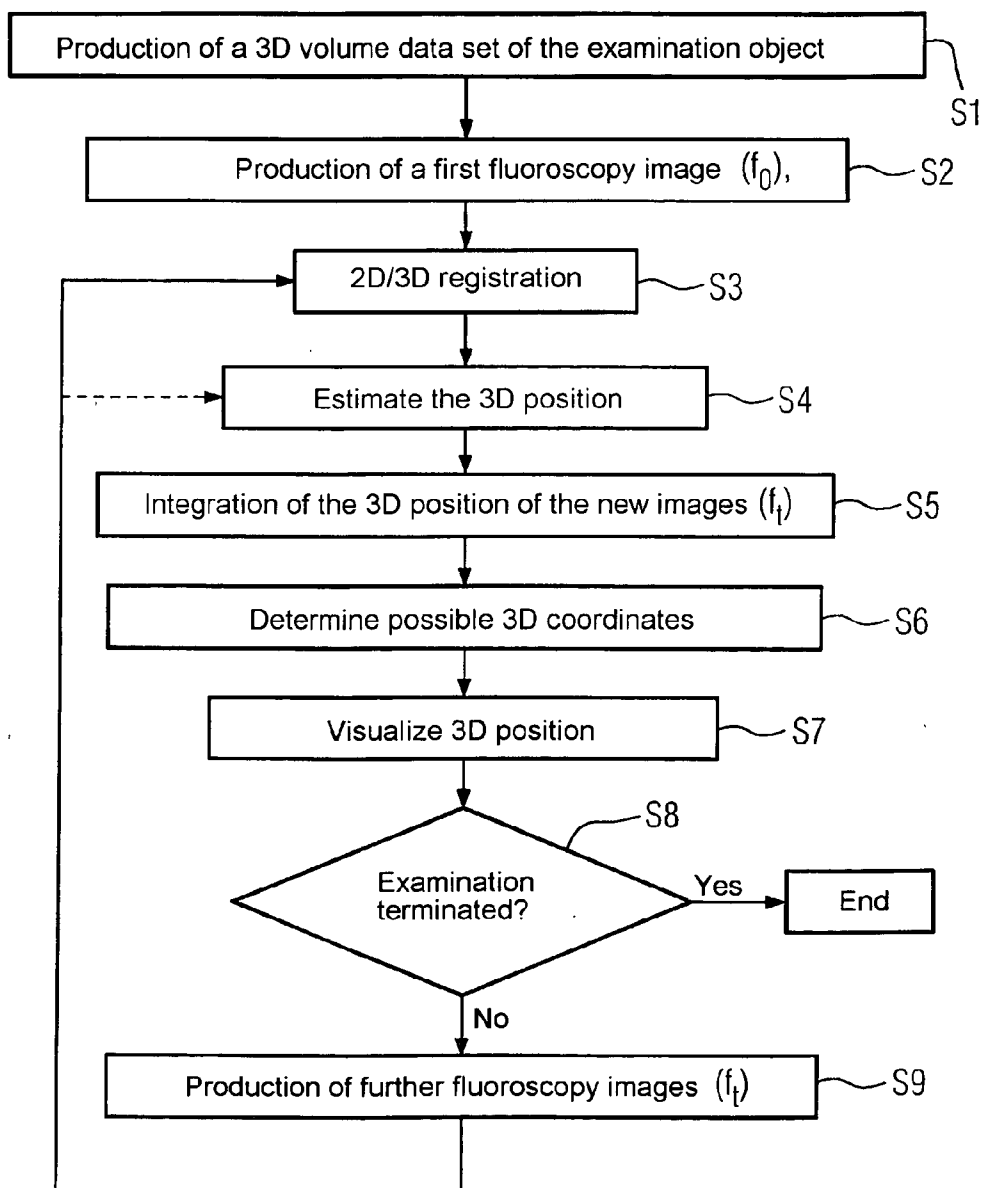 Production of a 3D volume data set of the examination object
S1
Production of a first fluoroscopy image (f0),
S2
2D/3D registration
S3
Estimate the 3D position
S4
Integration of the 3D position of the new images (ft)
S5
Determine possible 3D coordinates
S6
Visualize 3D position
S7
S8
Examination
terminated?
Yes
End
No
Production of further fluoroscopy images (ft)
S9